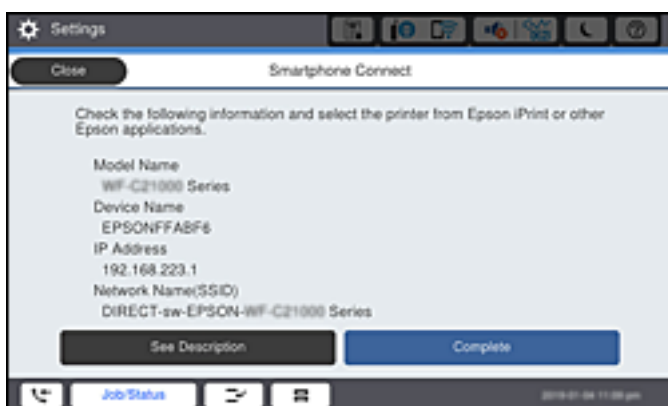 Settings
Close
Smartphone Connect
Check the following information and select the printer from Epson iPrint or other
Epson applications.
Model Name
WF-C21000 Series
Device Name
EPSONFFABF6
IP Address
192.168.223.1
Network Name(SSID)
DIRECT-sw-EPSON-WF-C21000 Series
See Description
Complete
Job/Status